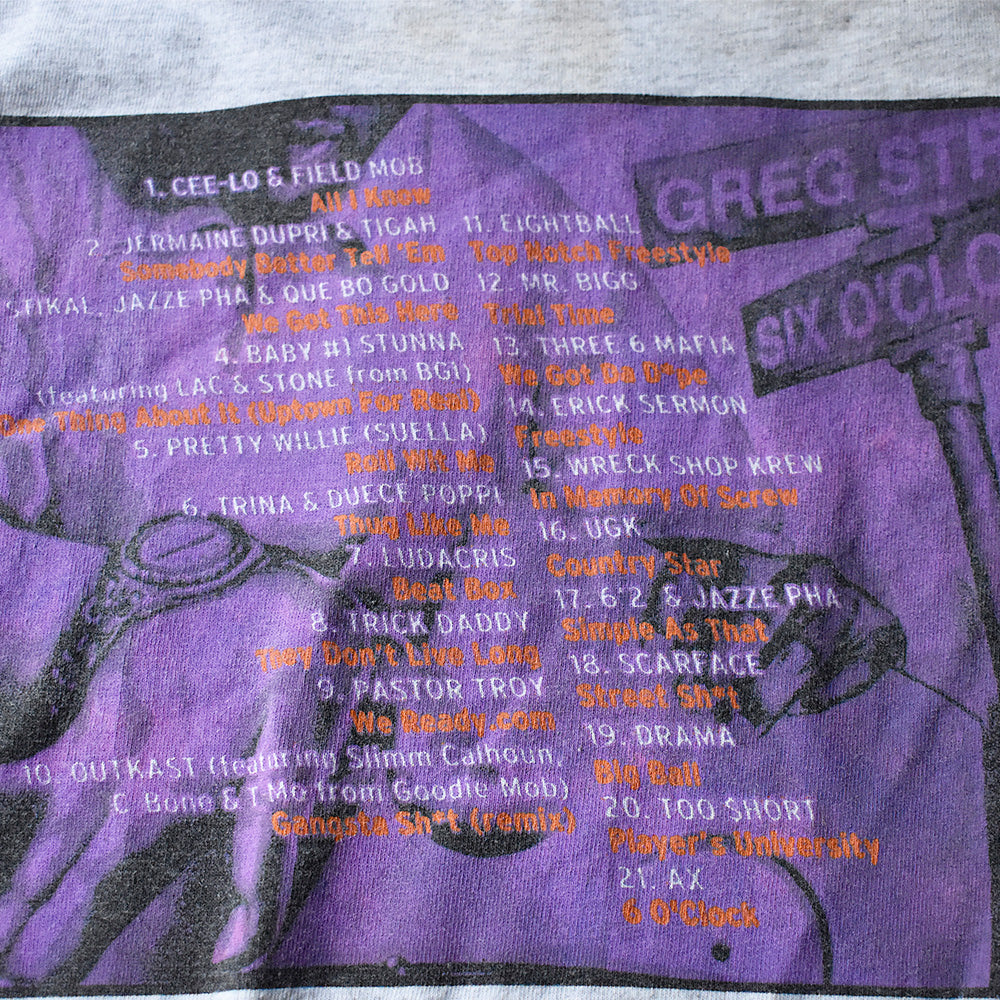 1. CEE-LO & FIELD MOB
All I Know
2. JERMAINE DUPRI & TIGAH
Somebody Better Tell 'Em
JAZZE PHA & QUE BO GOLD
We Got This Here
4. BABY #1 STUNNA
(featuring LAC & STONE from BGI)
One Thing About It (Uptown For Real)
5. PRETTY WILLIE (SUELLA)
Roll Wit Me
6. TRINA & DUECE POPPI
Thug Like Me
7. LUDACRIS
Beat Box
8. TRICK DADDY
They Don't Live Long
9. PASTOR TROY
We Ready.com
10. OUTKAST (featuring Slimm Calhoun,
C Bone & T Mo from Goodie Mob)
Gangsta Sh*t (remix)
11. EIGHTBALL
Top Notch Freestyle
12. MR. BIGG
Trial Time
13. THREE 6 MAFIA
We Got Da D*pe
14. ERICK SERMON
Freestyle
15. WRECK SHOP KREW
In Memory Of Screw
16. UGK
Country Star
17. 6'2. & JAZZE PHA
Simple As That
18. SCARFACE
Street Sh*t
19. DRAMA
Big Ball
20. TOO $HORT
Player's University
21. AX
6 O'Clock
GREG STR
SIX O'CLO